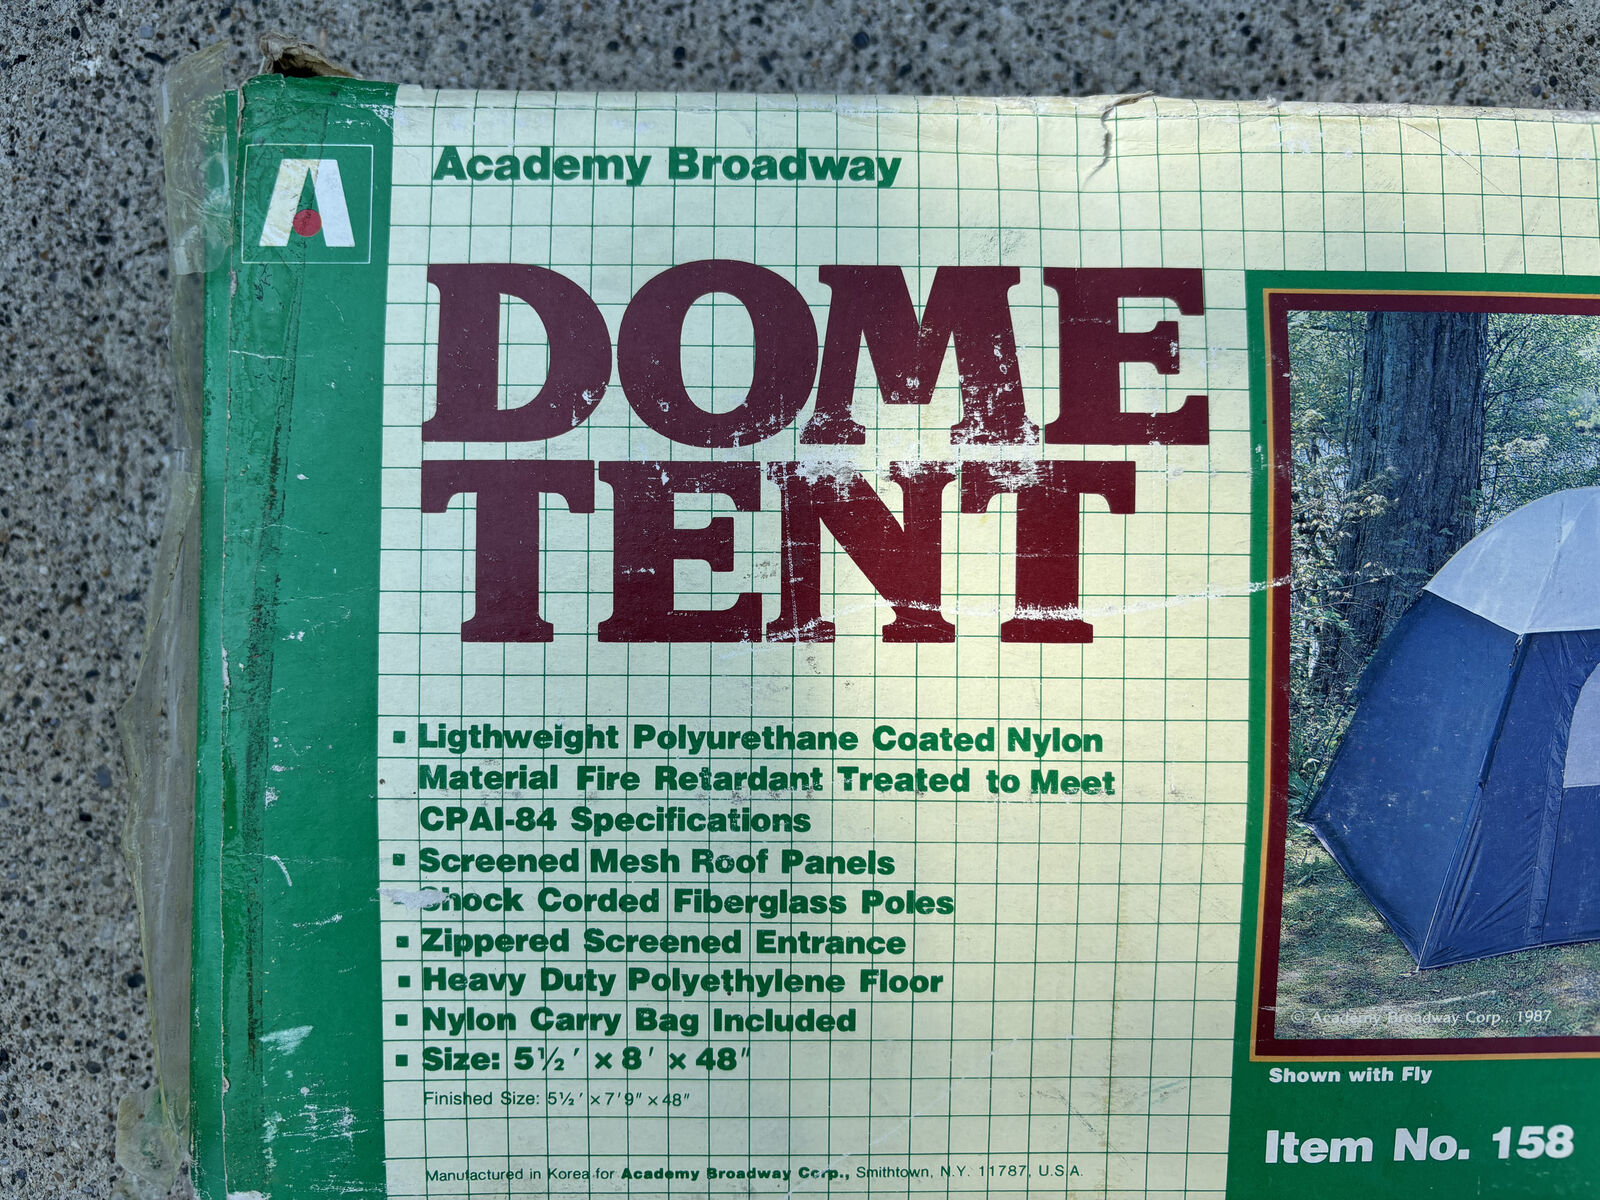 Academy Broadway
DOME
TENT
▪ Ligthweight Polyurethane Coated Nylon
Material Fire Retardant Treated to Meet
CPAI-84 Specifications
▪ Screened Mesh Roof Panels
Shock Corded Fiberglass Poles
▪ Zippered Screened Entrance
▪ Heavy Duty Polyethylene Floor
▪ Nylon Carry Bag Included
▪ Size: 5½′ × 8′ × 48″
Finished Size: 5½′ × 7′9″ × 48″
Manufactured in Korea for Academy Broadway Corp., Smithtown, N.Y. 11787, U.S.A.
© Academy Broadway Corp., 1987
Shown with Fly
Item No. 158